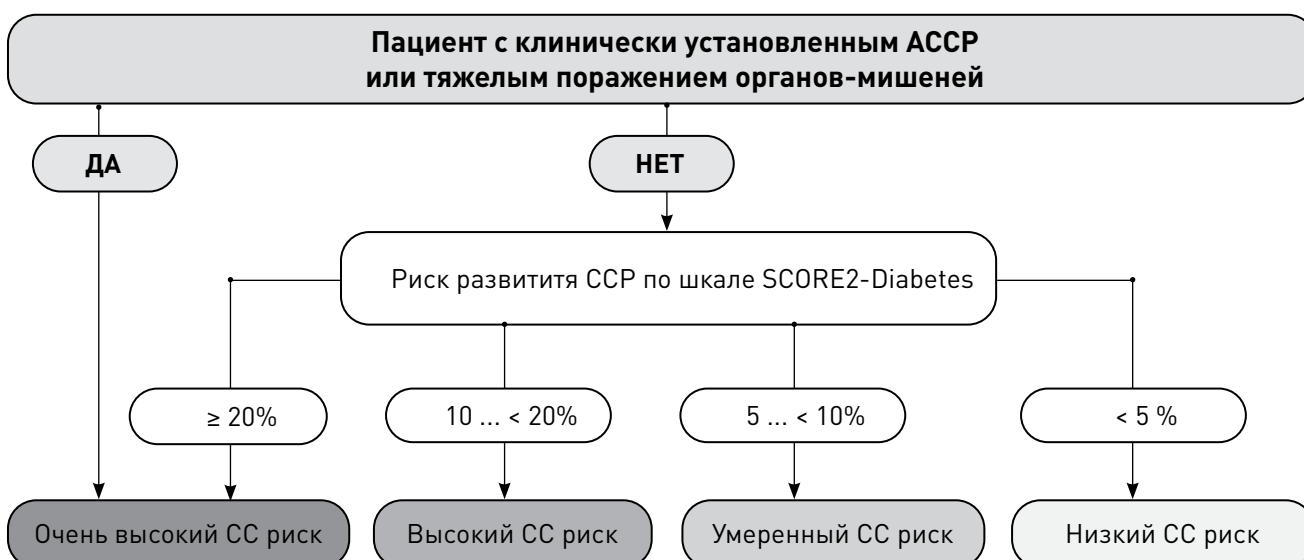 Пациент с клинически установленным АССР
или тяжелым поражением органов-мишеней
ДА
НЕТ
Риск развититя ССР по шкале SCORE2-Diabetes
≥ 20%
10 ... < 20%
5 ... < 10%
< 5 %
Очень высокий СС риск
Высокий СС риск
Умеренный СС риск
Низкий СС риск